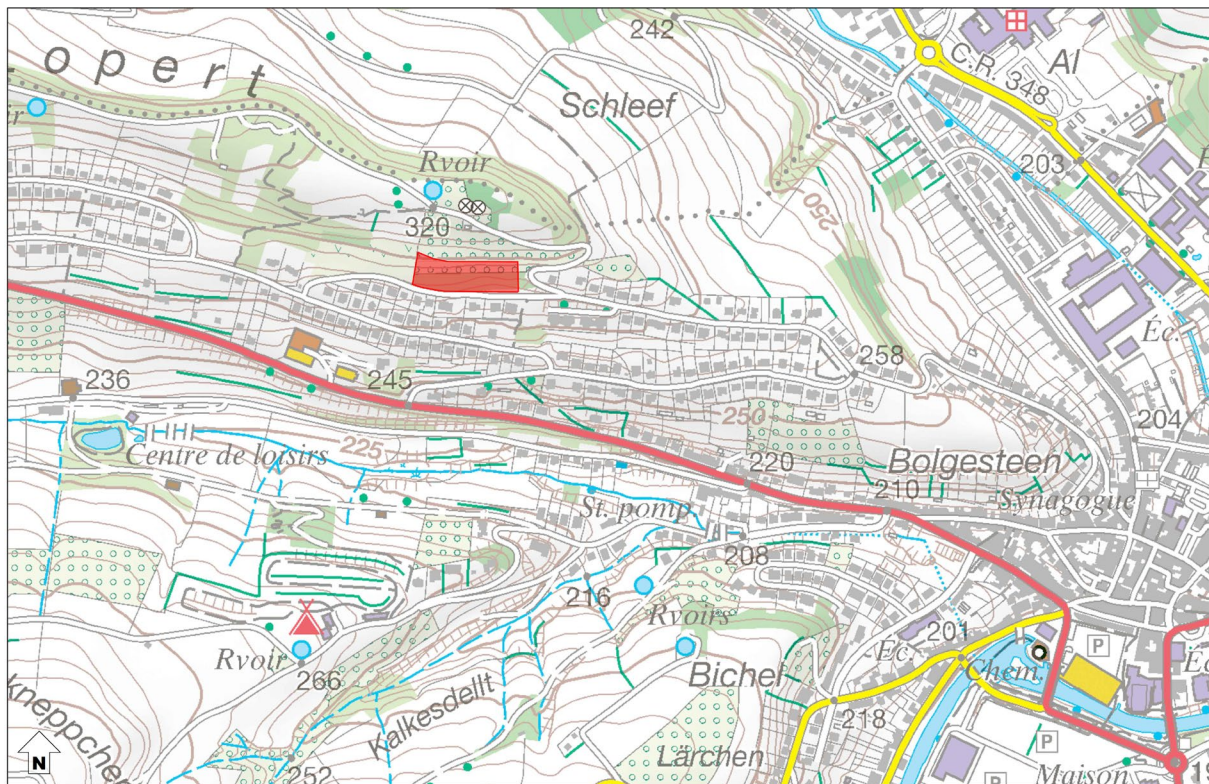 242
Al
C.R. 348
opert
Schleef
203
Rvoir
250
320
Éc.
258
236
245
250
204
225
Centre de loisirs
220
Bolgesteen
210
Synagogue
St. pomp.
208
216
Rvoirs
201
Éc.
Chem.
P
Rvoir
266
Bichel
Kalkesdellt
218
kneppchen
P
Lärchen
N
252
Maison
P